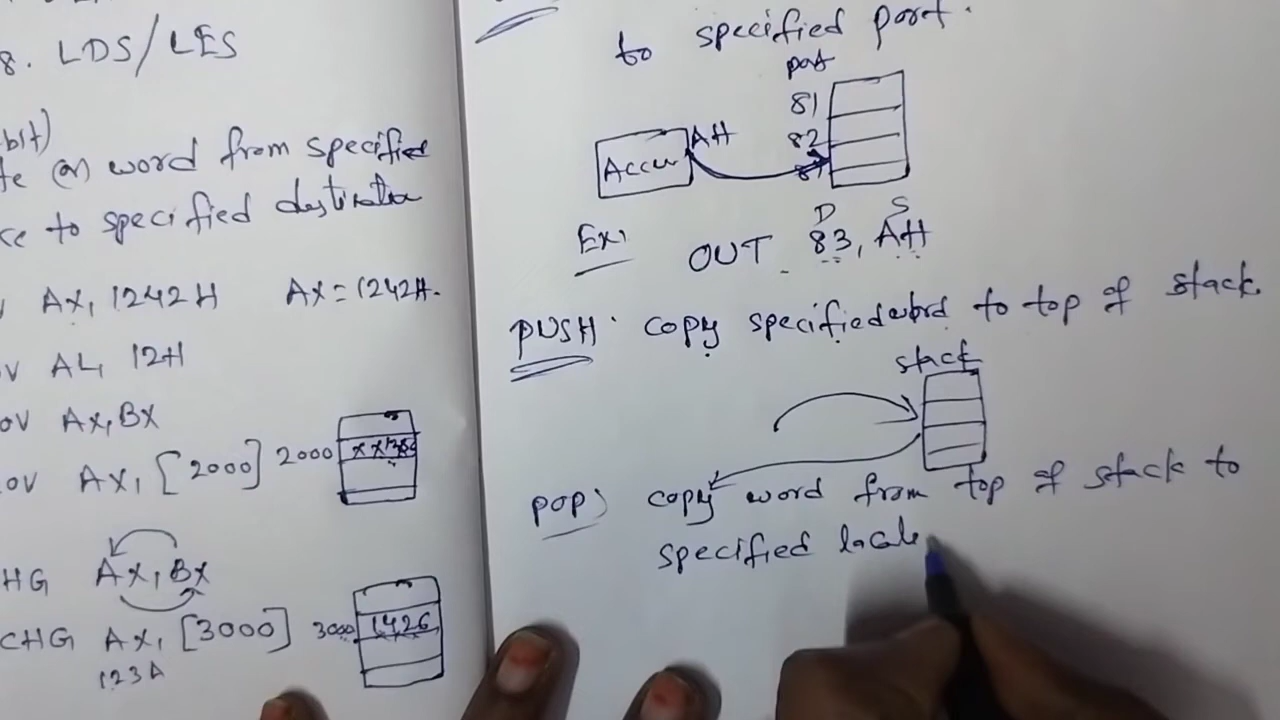 8. LDS/LES
bit)
te (or) word from specified
ce to specified destination
AX, 1242H AX = 1242H.
OV AL, 12H
OV AX, BX
OV AX, [2000] 2000
HG AX, BX
CHG AX, [3000] 3000 1426
123A
to specified port.
port
81
82
Accu AH
D S
Ex: OUT 83, AH
PUSH: copy specified word to top of stack.
stack
POP: copy word from top of stack to
specified locat